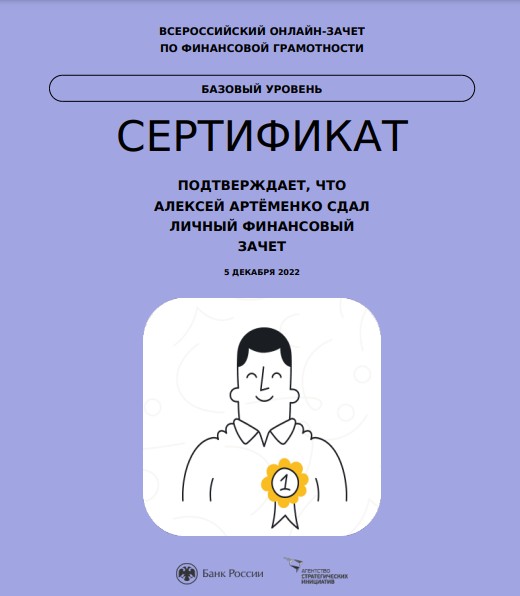 ВСЕРОССИЙСКИЙ ОНЛАЙН-ЗАЧЕТ
ПО ФИНАНСОВОЙ ГРАМОТНОСТИ
БАЗОВЫЙ УРОВЕНЬ
СЕРТИФИКАТ
ПОДТВЕРЖДАЕТ, ЧТО
АЛЕКСЕЙ АРТЁМЕНКО СДАЛ
ЛИЧНЫЙ ФИНАНСОВЫЙ
ЗАЧЕТ
5 ДЕКАБРЯ 2022
1
Банк России
АГЕНТСТВО
СТРАТЕГИЧЕСКИХ
ИНИЦИАТИВ